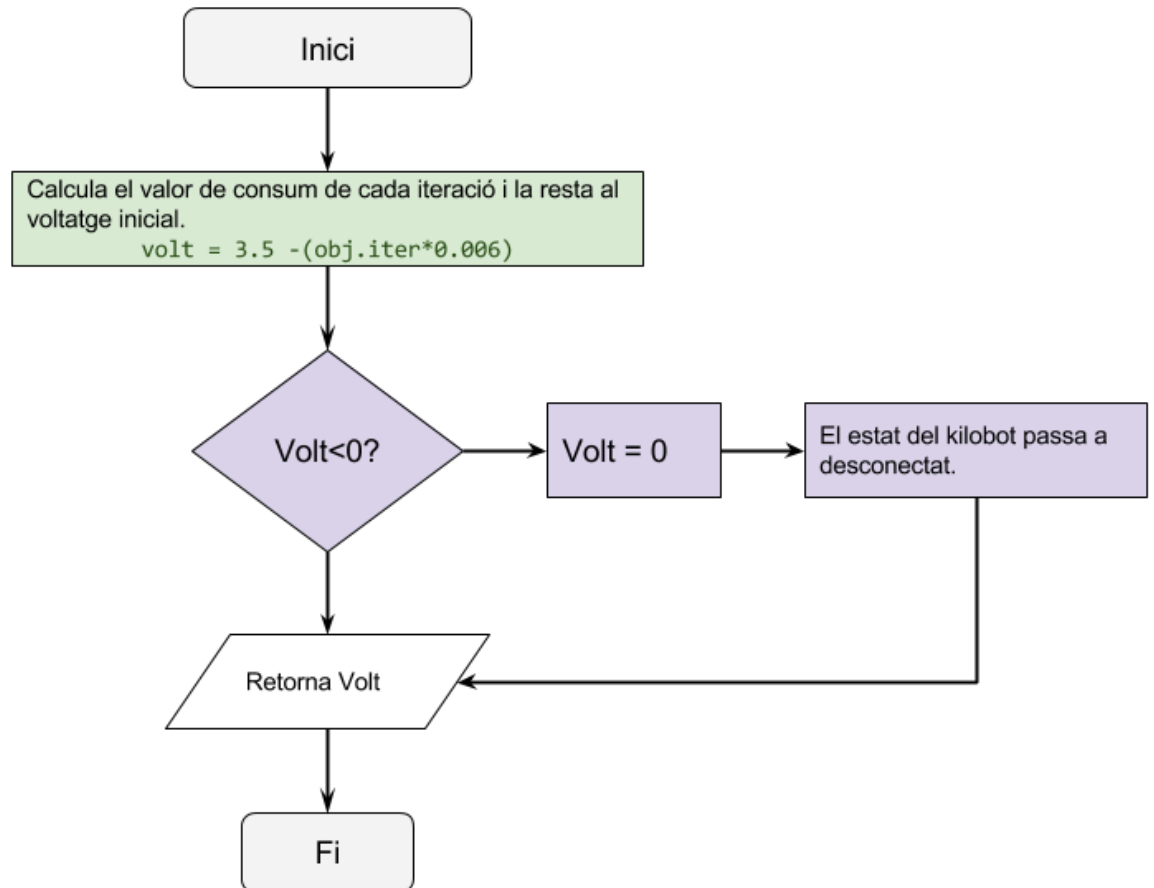 Inici
Calcula el valor de consum de cada iteració i la resta al
voltatge inicial.
volt = 3.5 -(obj.iter*0.006)
Volt<0?
Volt = 0
El estat del kilobot passa a
desconectat.
Retorna Volt
Fi